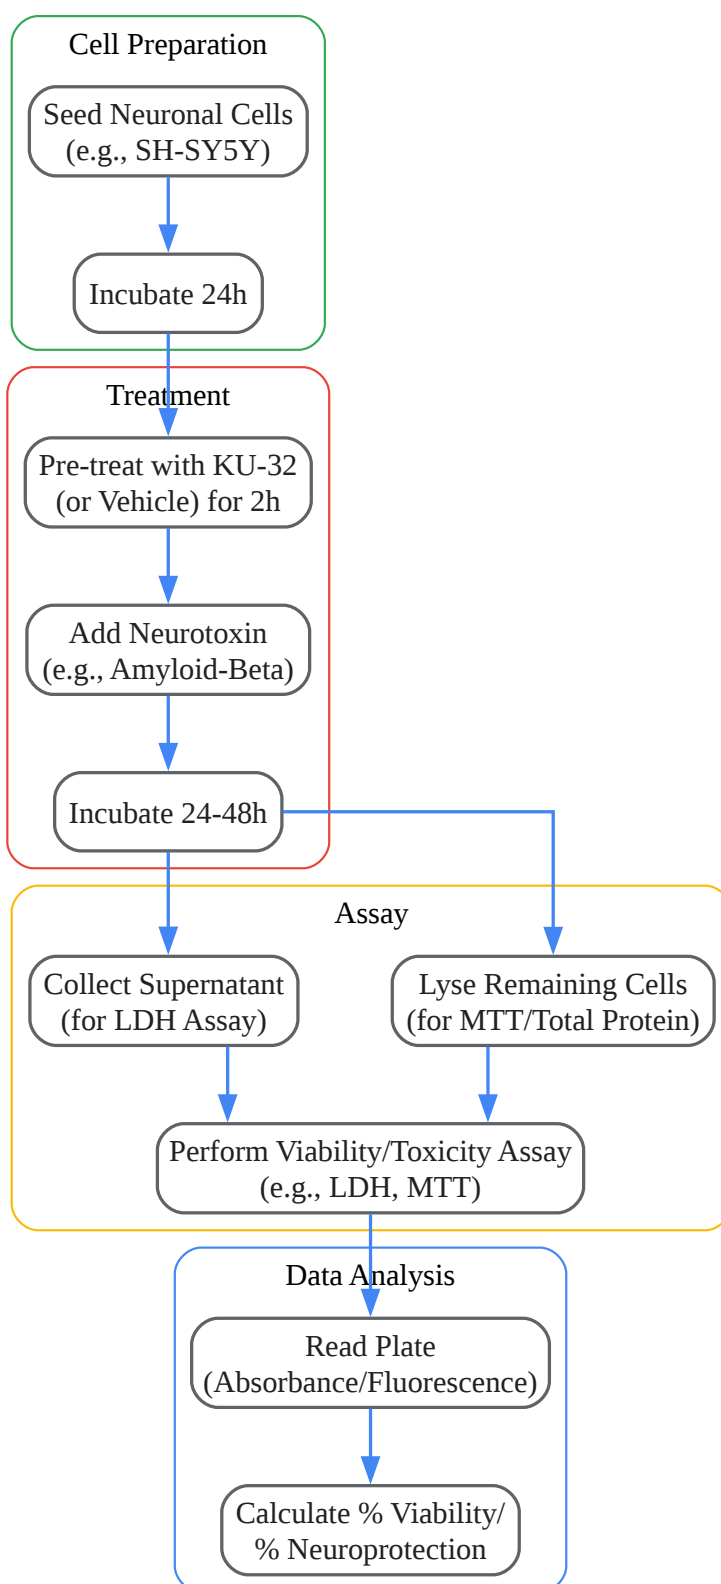 Cell Preparation
Seed Neuronal Cells
(e.g., SH-SY5Y)
Incubate 24h
Treatment
Pre-treat with KU-32
(or Vehicle) for 2h
Add Neurotoxin
(e.g., Amyloid-Beta)
Incubate 24-48h
Assay
Collect Supernatant
(for LDH Assay)
Lyse Remaining Cells
(for MTT/Total Protein)
Perform Viability/Toxicity Assay
(e.g., LDH, MTT)
Data Analysis
Read Plate
(Absorbance/Fluorescence)
Calculate % Viability/
% Neuroprotection